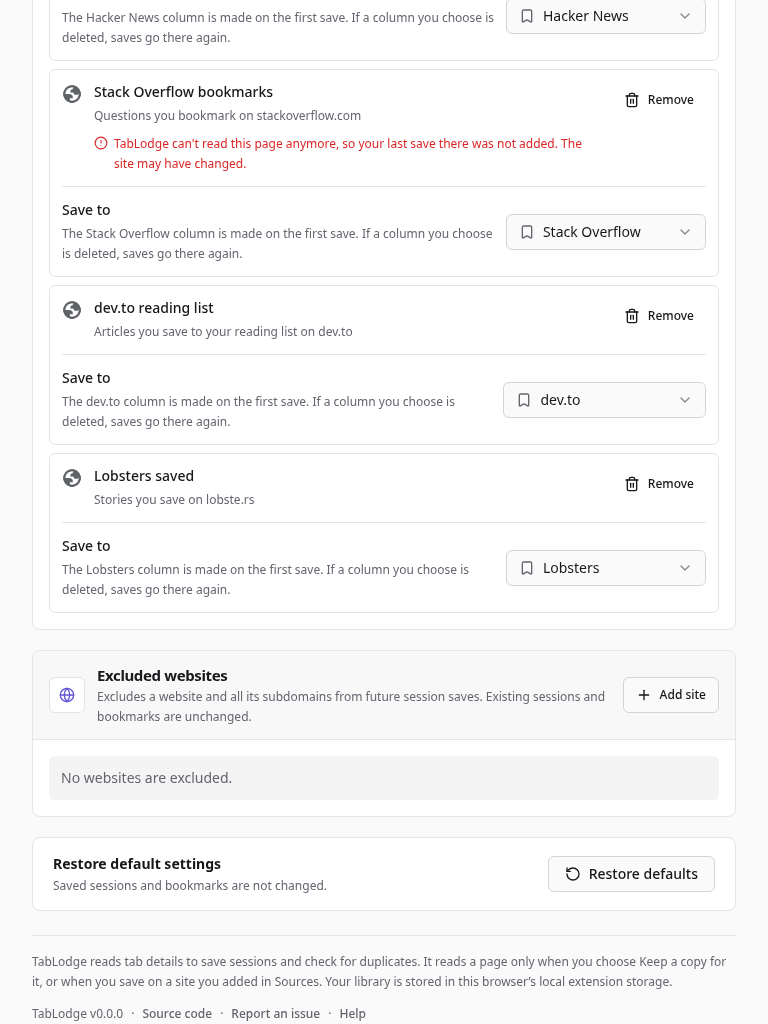 The Hacker News column is made on the first save. If a column you choose is
deleted, saves go there again.
Hacker News
Stack Overflow bookmarks
Questions you bookmark on stackoverflow.com
Remove
TabLodge can't read this page anymore, so your last save there was not added. The
site may have changed.
Save to
The Stack Overflow column is made on the first save. If a column you choose
is deleted, saves go there again.
Stack Overflow
dev.to reading list
Articles you save to your reading list on dev.to
Remove
Save to
The dev.to column is made on the first save. If a column you choose is
deleted, saves go there again.
dev.to
Lobsters saved
Stories you save on lobste.rs
Remove
Save to
The Lobsters column is made on the first save. If a column you choose is
deleted, saves go there again.
Lobsters
Excluded websites
Excludes a website and all its subdomains from future session saves. Existing sessions and
bookmarks are unchanged.
Add site
No websites are excluded.
Restore default settings
Saved sessions and bookmarks are not changed.
Restore defaults
TabLodge reads tab details to save sessions and check for duplicates. It reads a page only when you choose Keep a copy for
it, or when you save on a site you added in Sources. Your library is stored in this browser’s local extension storage.
TabLodge v0.0.0 · Source code · Report an issue · Help